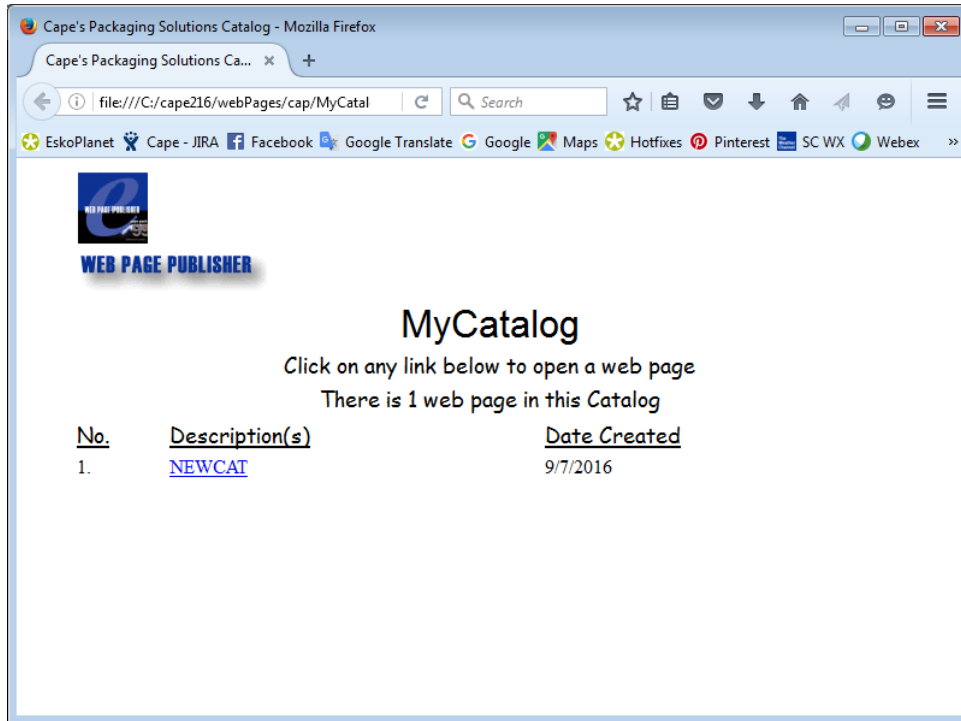 Cape's Packaging Solutions Catalog - Mozilla Firefox
Cape's Packaging Solutions Ca... × +
file:///C:/cape216/webPages/cap/MyCatal Search
EskoPlanet Cape - JIRA Facebook Google Translate Google Maps Hotfixes Pinterest SC WX Webex »
WEB PAGE PUBLISHER
WEB PAGE PUBLISHER
MyCatalog
Click on any link below to open a web page
There is 1 web page in this Catalog
No. Description(s) Date Created
1. NEWCAT 9/7/2016